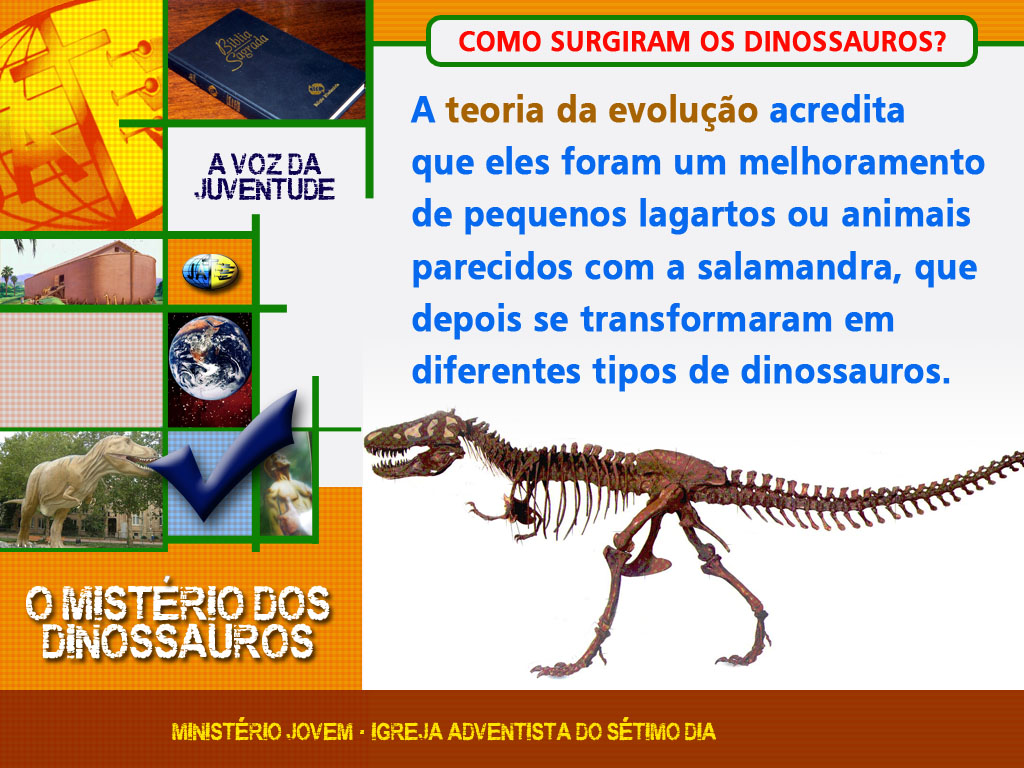 COMO SURGIRAM OS DINOSSAUROS?
A teoria da evolução acredita
que eles foram um melhoramento
de pequenos lagartos ou animais
parecidos com a salamandra, que
depois se transformaram em
diferentes tipos de dinossauros.
Bíblia
Sagrada
A VOZ DA
JUVENTUDE
O MISTÉRIO DOS
DINOSSAUROS
MINISTÉRIO JOVEM - IGREJA ADVENTISTA DO SÉTIMO DIA